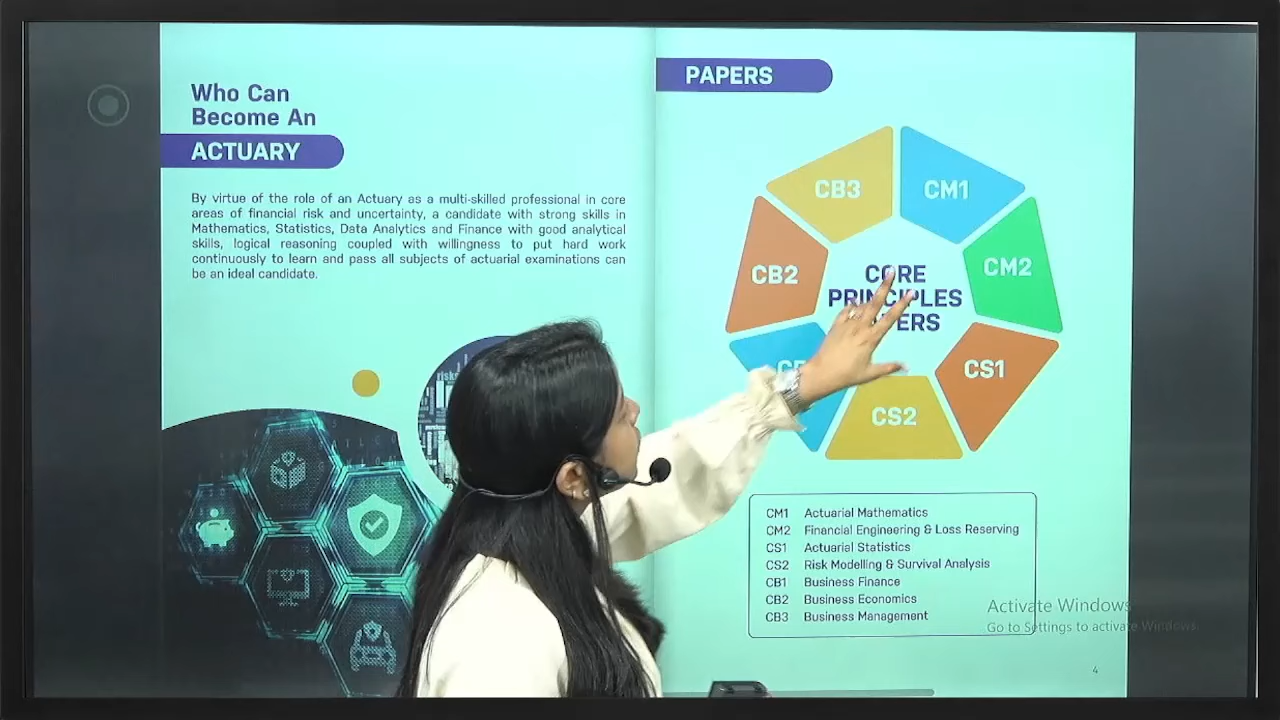 Who Can
Become An
ACTUARY
By virtue of the role of an Actuary as a multi-skilled professional in core
areas of financial risk and uncertainty, a candidate with strong skills in
Mathematics, Statistics, Data Analytics and Finance with good analytical
skills, logical reasoning coupled with willingness to put hard work
continuously to learn and pass all subjects of actuarial examinations can
be an ideal candidate.
risks
PAPERS
CB3
CM1
CB2
CM2
CORE
PRINCIPLES
CS1
CS2
CM1 Actuarial Mathematics
CM2 Financial Engineering & Loss Reserving
CS1 Actuarial Statistics
CS2 Risk Modelling & Survival Analysis
CB1 Business Finance
CB2 Business Economics
CB3 Business Management
Activate Windows
Go to Settings to activate Windows.
4